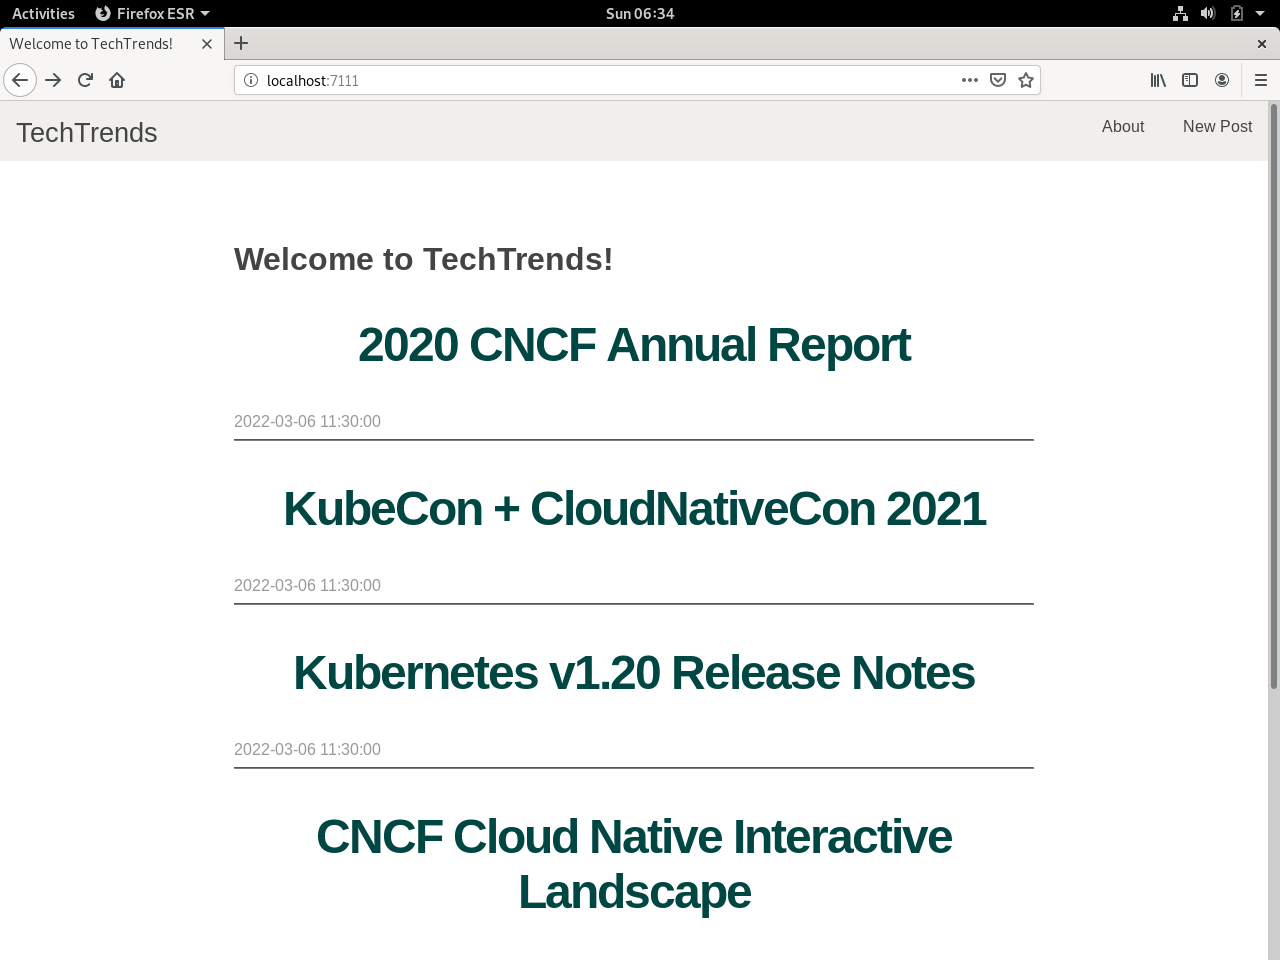 Activities Firefox ESR Sun 06:34
Welcome to TechTrends!
localhost:7111
TechTrends About New Post
Welcome to TechTrends!
2020 CNCF Annual Report
2022-03-06 11:30:00
KubeCon + CloudNativeCon 2021
2022-03-06 11:30:00
Kubernetes v1.20 Release Notes
2022-03-06 11:30:00
CNCF Cloud Native Interactive
Landscape